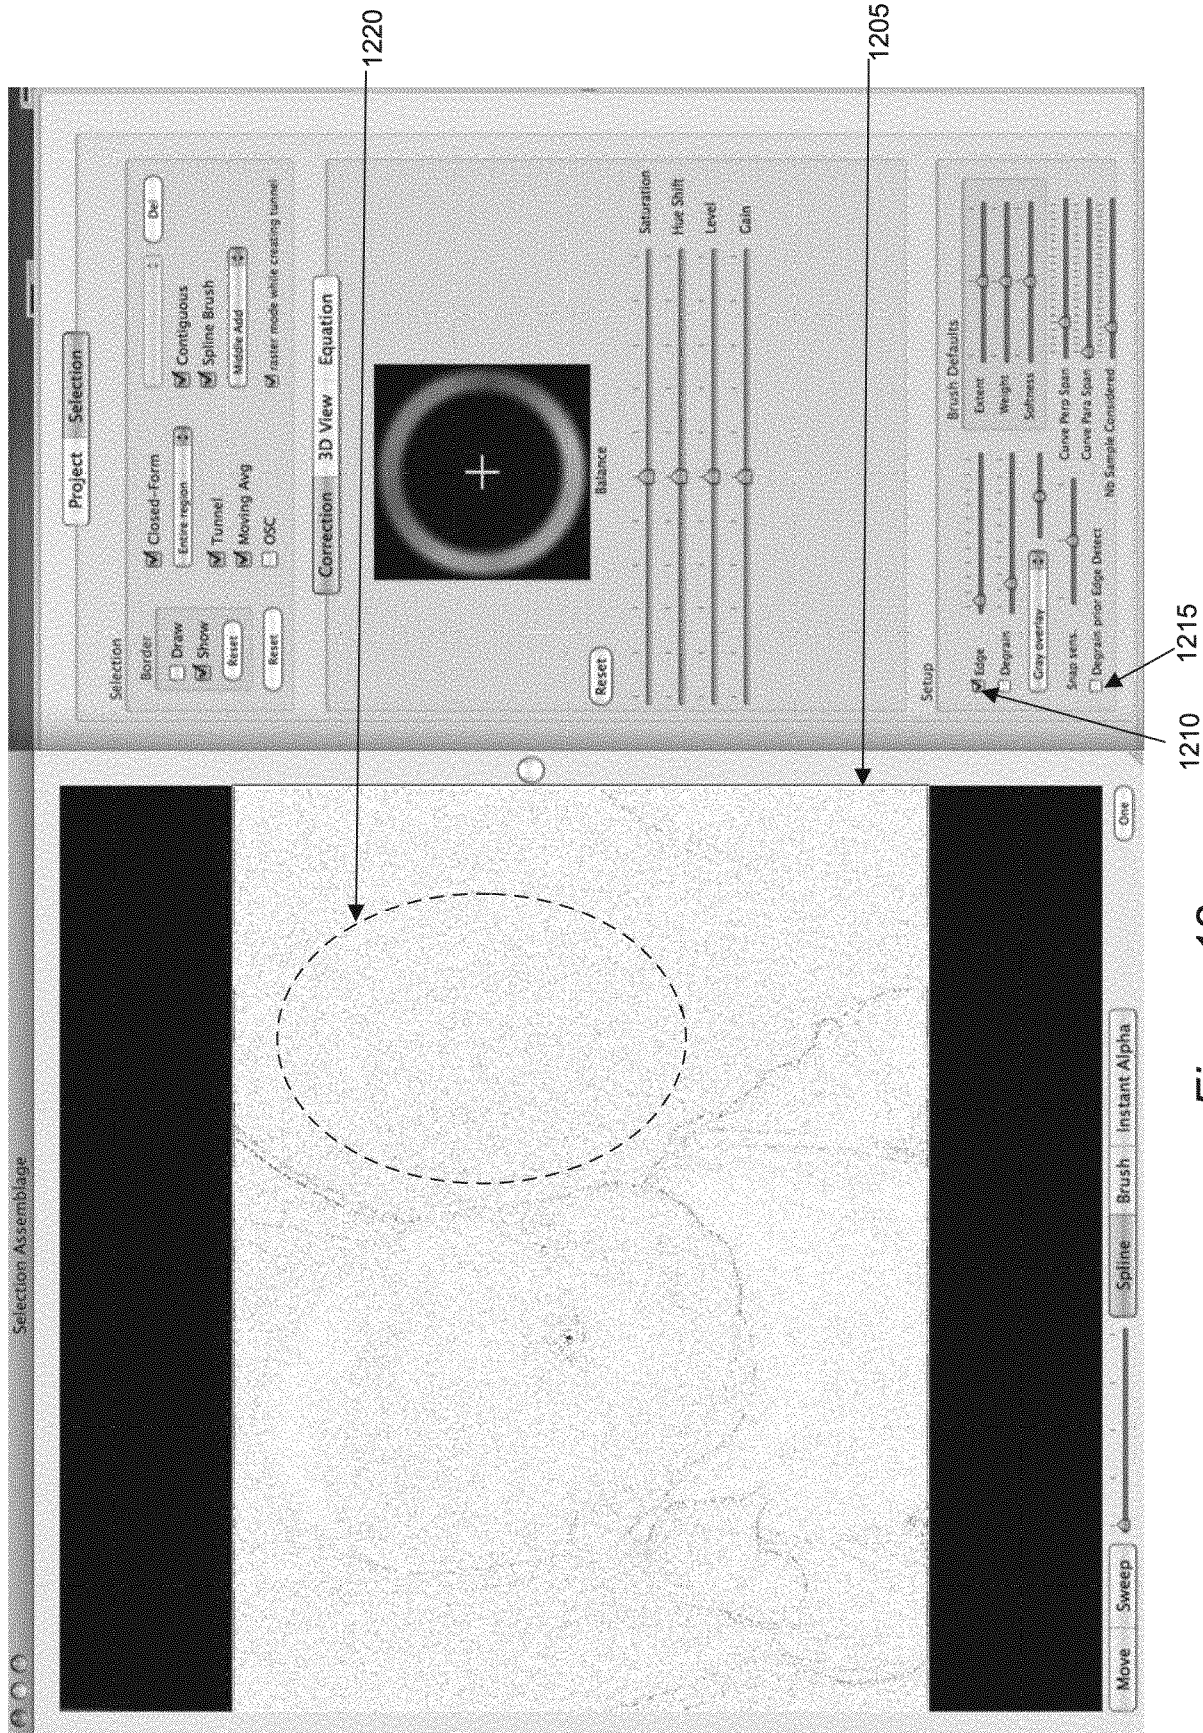 Selection Assemblage
Project Selection
Selection
Border
Draw
Show
Reset
Reset
Closed-Form
Entire region
Tunnel
Moving Avg
OSC
Del
Contiguous
Spline Brush
Middle Add
raster mode while creating tunnel
Correction 3D View Equation
Reset
Balance
Saturation
Hue Shift
Level
Gain
Setup
Edge
Degrain
Gray overlay
Snap sens.
Degrain prior Edge Detect
Brush Defaults
Extent
Weight
Softness
Curve Perp Span
Curve Para Span
Nb Sample Considered
Move Sweep
Spline Brush Instant Alpha
One
1220
1205
1210
1215